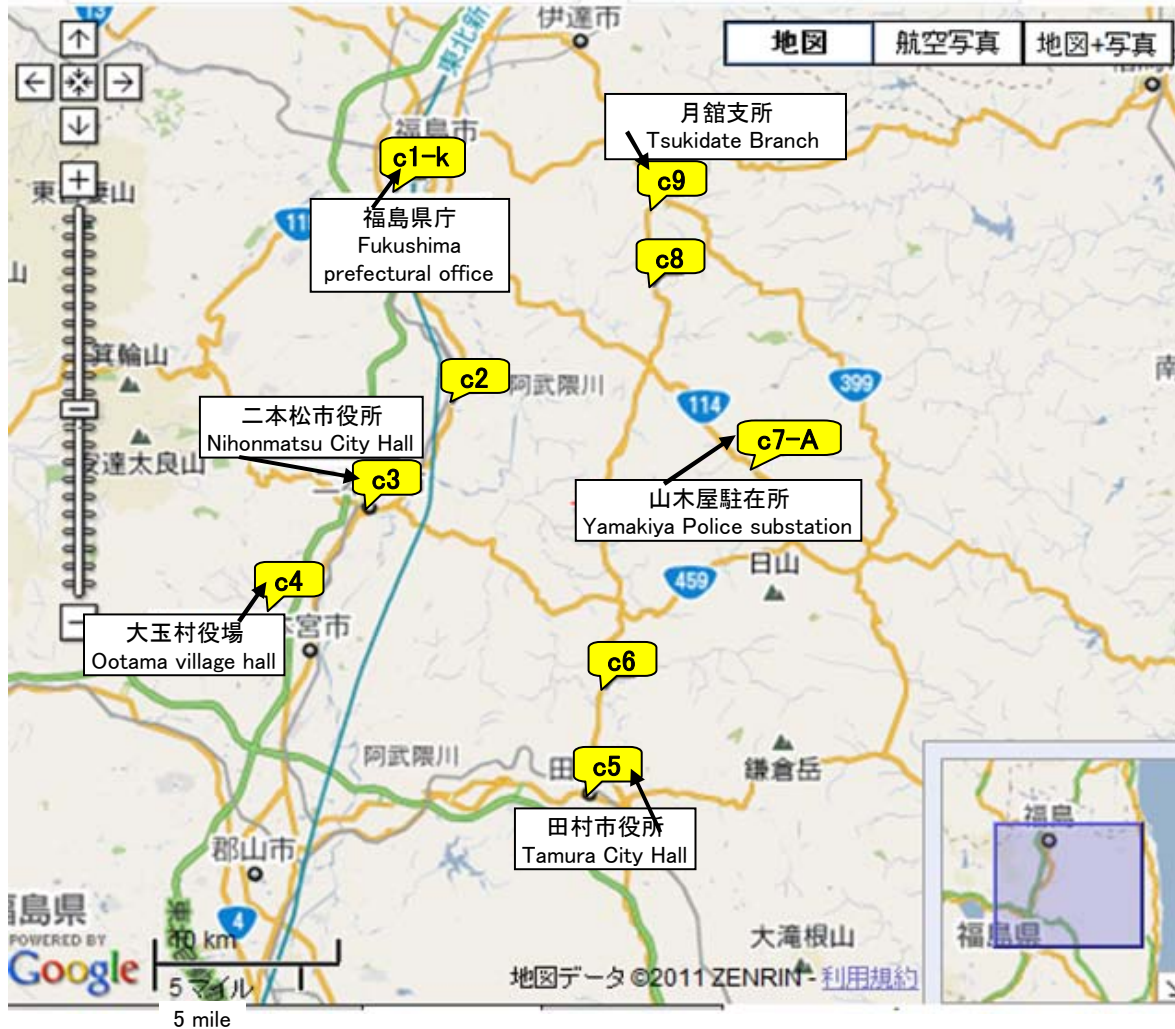 13
伊達市
東北新
地図
航空写真
地図+写真
福島市
月舘支所
Tsukidate Branch
c1-k
c9
福島県庁
Fukushima
prefectural office
c8
箕輪山
c2
阿武隈川
399
114
二本松市役所
Nihonmatsu City Hall
c7-A
安達太良山
c3
山木屋駐在所
Yamakiya Police substation
日山
459
c4
大玉村役場
Ootama village hall
本宮市
c6
阿武隈川
c5
鎌倉岳
田村市役所
Tamura City Hall
郡山市
福島
福島県
福島県
4
POWERED BY
Google
10 km
5 マイル
5 mile
大滝根山
地図データ ©2011 ZENRIN - 利用規約